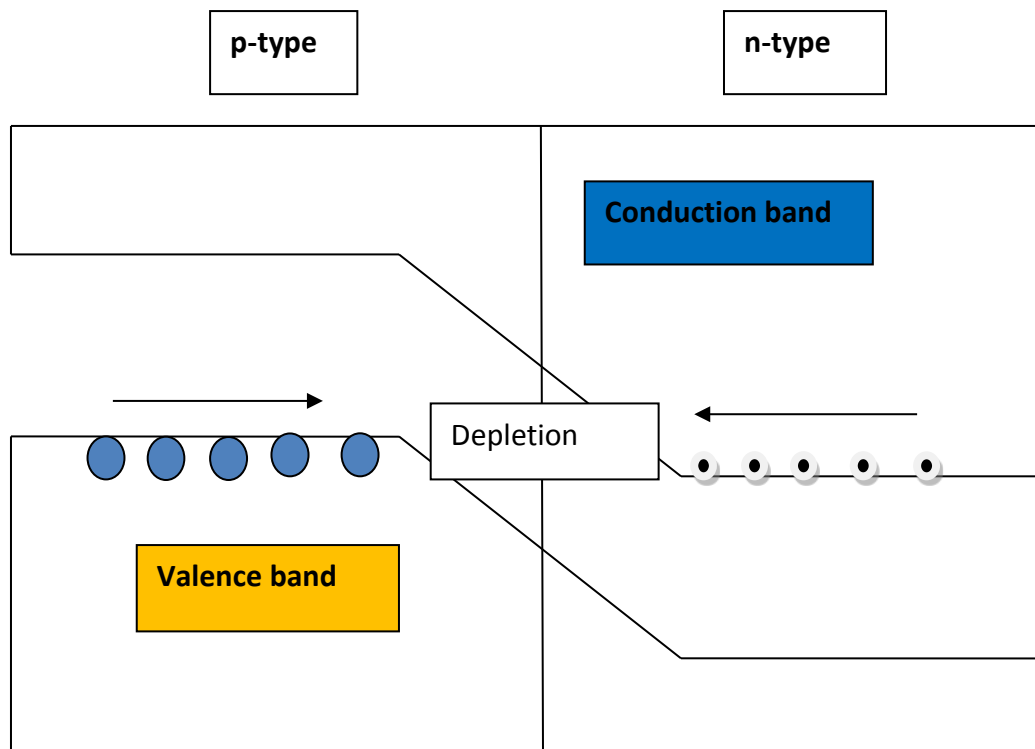 p-type
n-type
Conduction band
Depletion
Valence band